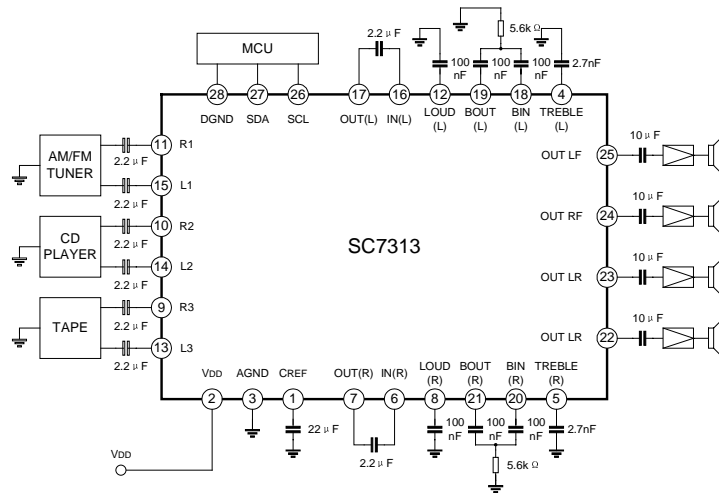 MCU
2.2 μ F
5.6k Ω
100 nF
100 nF
100 nF
2.7nF
28
27
26
17
16
12
19
18
4
DGND
SDA
SCL
OUT(L)
IN(L)
LOUD (L)
BOUT (L)
BIN (L)
TREBLE (L)
AM/FM TUNER
2.2 μ F
11
R1
2.2 μ F
15
L1
CD PLAYER
2.2 μ F
10
R2
2.2 μ F
14
L2
TAPE
2.2 μ F
9
R3
2.2 μ F
13
L3
SC7313
OUT LF
25
10 μ F
OUT RF
24
10 μ F
OUT LR
23
10 μ F
OUT LR
22
10 μ F
VDD
AGND
CREF
OUT(R)
IN(R)
LOUD (R)
BOUT (R)
BIN (R)
TREBLE (R)
2
3
1
7
6
8
21
20
5
22 μ F
2.2 μ F
100 nF
100 nF
100 nF
2.7nF
5.6k Ω
VDD